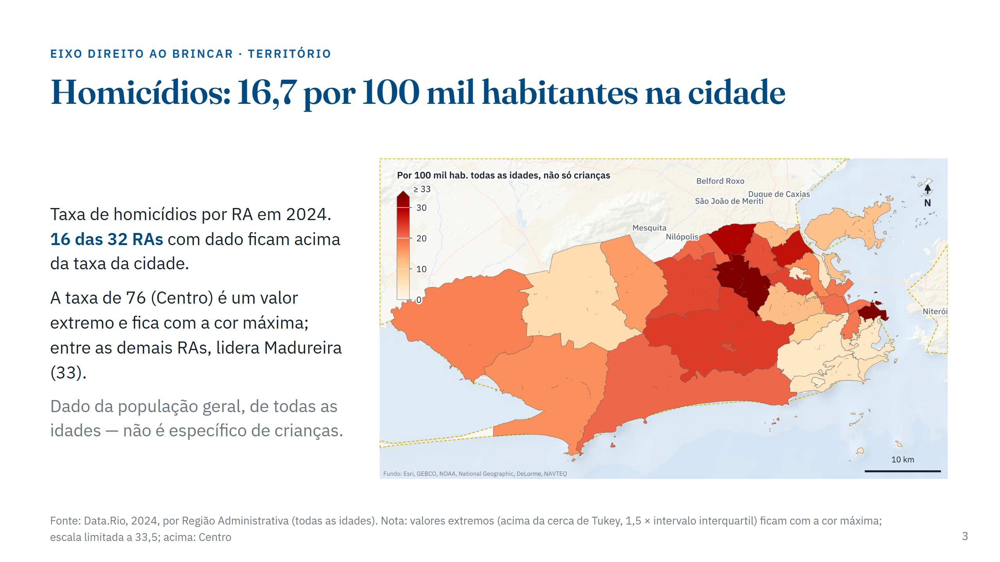 EIXO DIREITO AO BRINCAR · TERRITÓRIO
Homicídios: 16,7 por 100 mil habitantes na cidade
Taxa de homicídios por RA em 2024.
16 das 32 RAs com dado ficam acima
da taxa da cidade.
A taxa de 76 (Centro) é um valor
extremo e fica com a cor máxima;
entre as demais RAs, lidera Madureira
(33).
Dado da população geral, de todas as
idades — não é específico de crianças.
Por 100 mil hab. todas as idades, não só crianças
≥ 33
30
20
10
0
Belford Roxo
Duque de Caxias
São João de Meriti
Mesquita
Nilópolis
N
Niterói
10 km
Fundo: Esri, GEBCO, NOAA, National Geographic, DeLorme, NAVTEQ
Fonte: Data.Rio, 2024, por Região Administrativa (todas as idades). Nota: valores extremos (acima da cerca de Tukey, 1,5 × intervalo interquartil) ficam com a cor máxima;
escala limitada a 33,5; acima: Centro
3